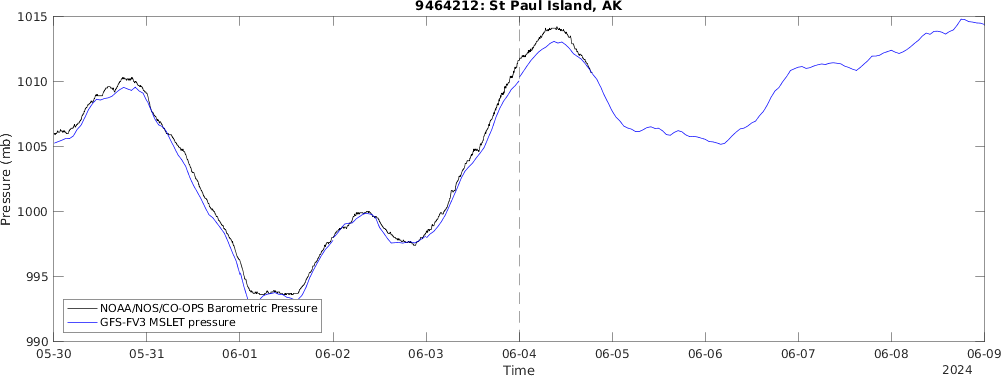 9464212: St Paul Island, AK
1015
1010
1005
1000
995
990
Pressure (mb)
NOAA/NOS/CO-OPS Barometric Pressure
GFS-FV3 MSLET pressure
05-30 05-31 06-01 06-02 06-03 06-04 06-05 06-06 06-07 06-08 06-09
Time
2024